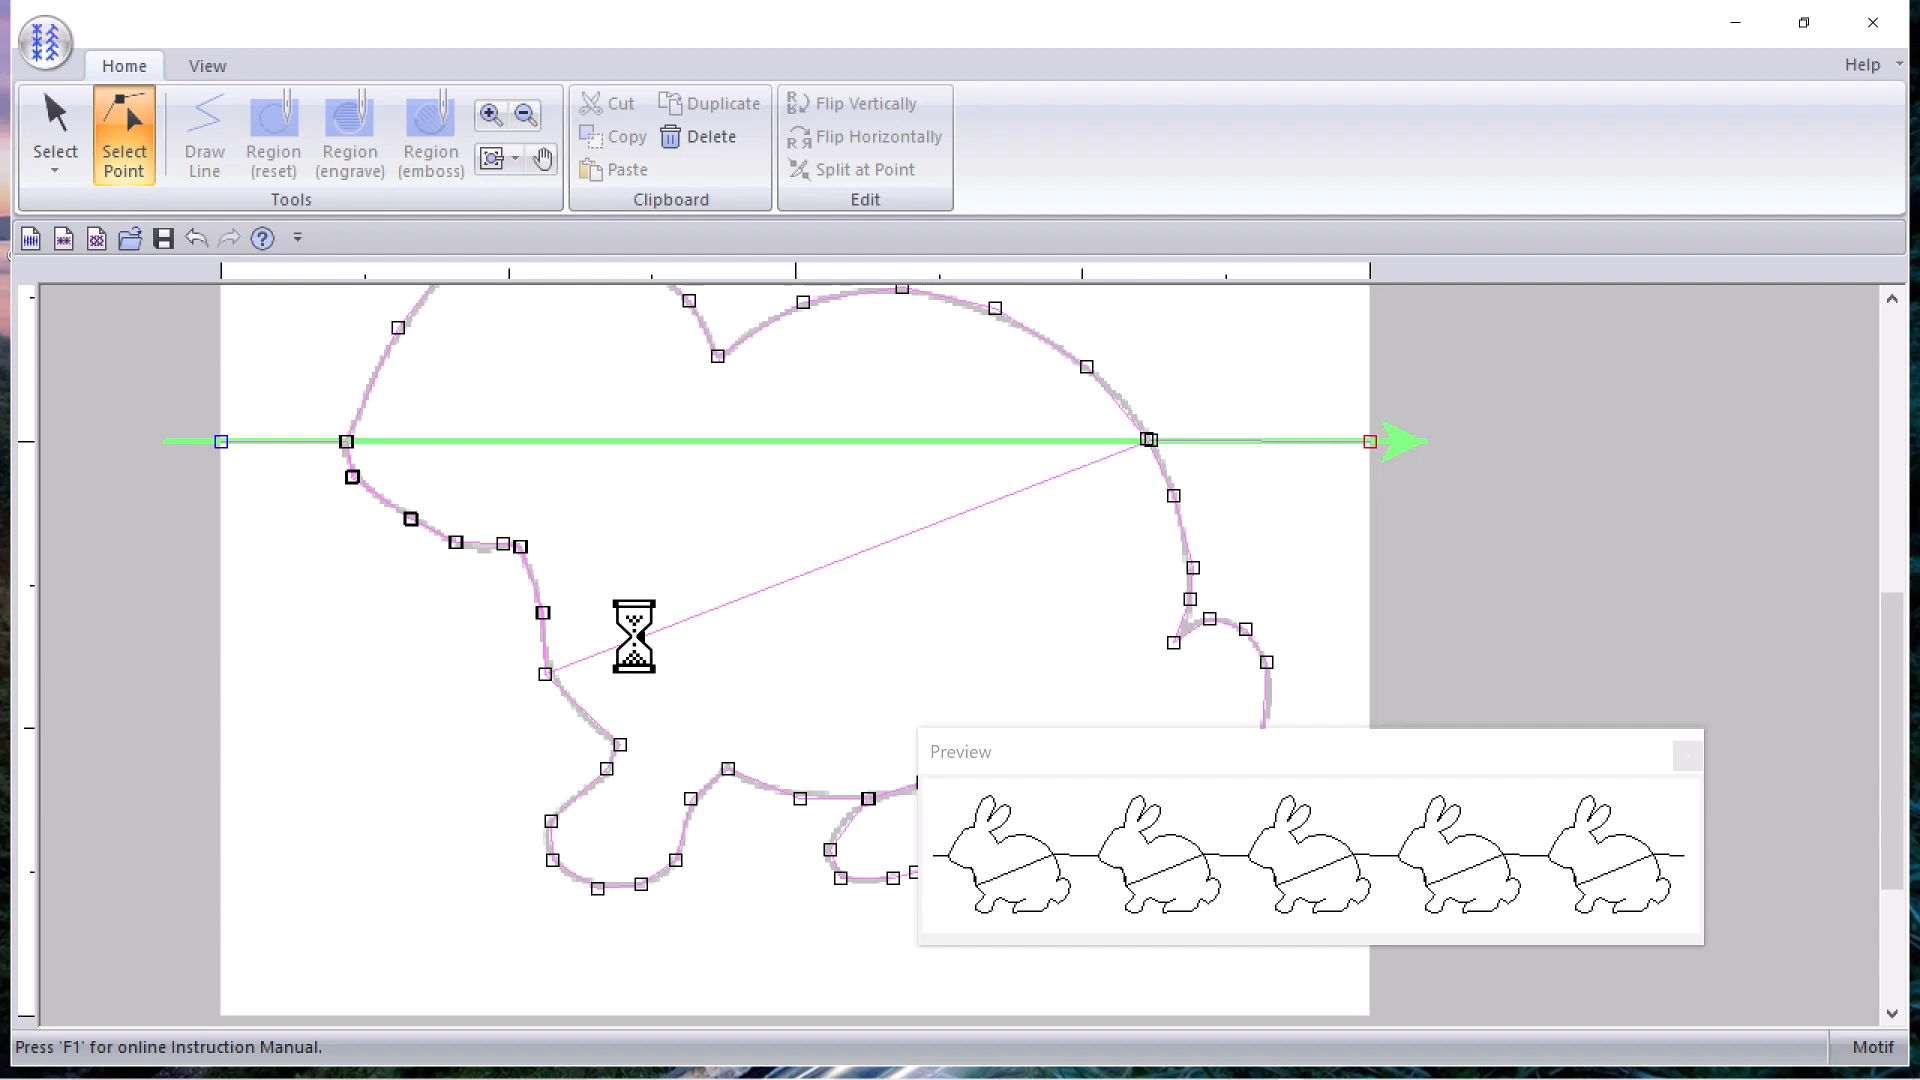 Home View Help
Select
Select Point
Draw Line
Region (reset)
Region (engrave)
Region (emboss)
Tools
Cut Duplicate
Copy Delete
Paste
Clipboard
Flip Vertically
Flip Horizontally
Split at Point
Edit
Preview
Press 'F1' for online Instruction Manual.
Motif